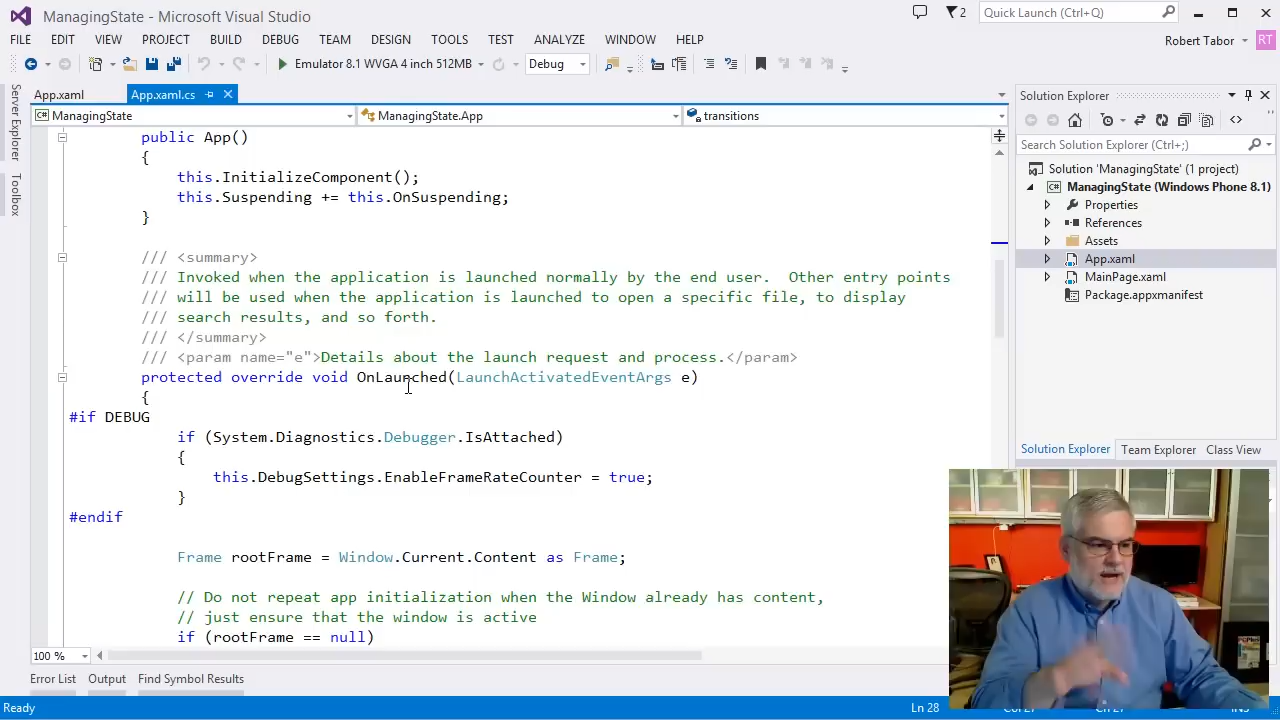 ManagingState - Microsoft Visual Studio
2
Quick Launch (Ctrl+Q)
FILE EDIT VIEW PROJECT BUILD DEBUG TEAM DESIGN TOOLS TEST ANALYZE WINDOW HELP
Robert Tabor RT
Emulator 8.1 WVGA 4 inch 512MB Debug
Server Explorer
Toolbox
App.xaml App.xaml.cs
ManagingState ManagingState.App transitions
public App()
{
this.InitializeComponent();
this.Suspending += this.OnSuspending;
}
/// <summary>
/// Invoked when the application is launched normally by the end user.  Other entry points
/// will be used when the application is launched to open a specific file, to display
/// search results, and so forth.
/// </summary>
/// <param name="e">Details about the launch request and process.</param>
protected override void OnLaunched(LaunchActivatedEventArgs e)
{
#if DEBUG
if (System.Diagnostics.Debugger.IsAttached)
{
this.DebugSettings.EnableFrameRateCounter = true;
}
#endif
Frame rootFrame = Window.Current.Content as Frame;
// Do not repeat app initialization when the Window already has content,
// just ensure that the window is active
if (rootFrame == null)
100 %
Solution Explorer
Search Solution Explorer (Ctrl+;)
Solution 'ManagingState' (1 project)
ManagingState (Windows Phone 8.1)
Properties
References
Assets
App.xaml
MainPage.xaml
Package.appxmanifest
Solution Explorer Team Explorer Class View
Error List Output Find Symbol Results
Ready Ln 28